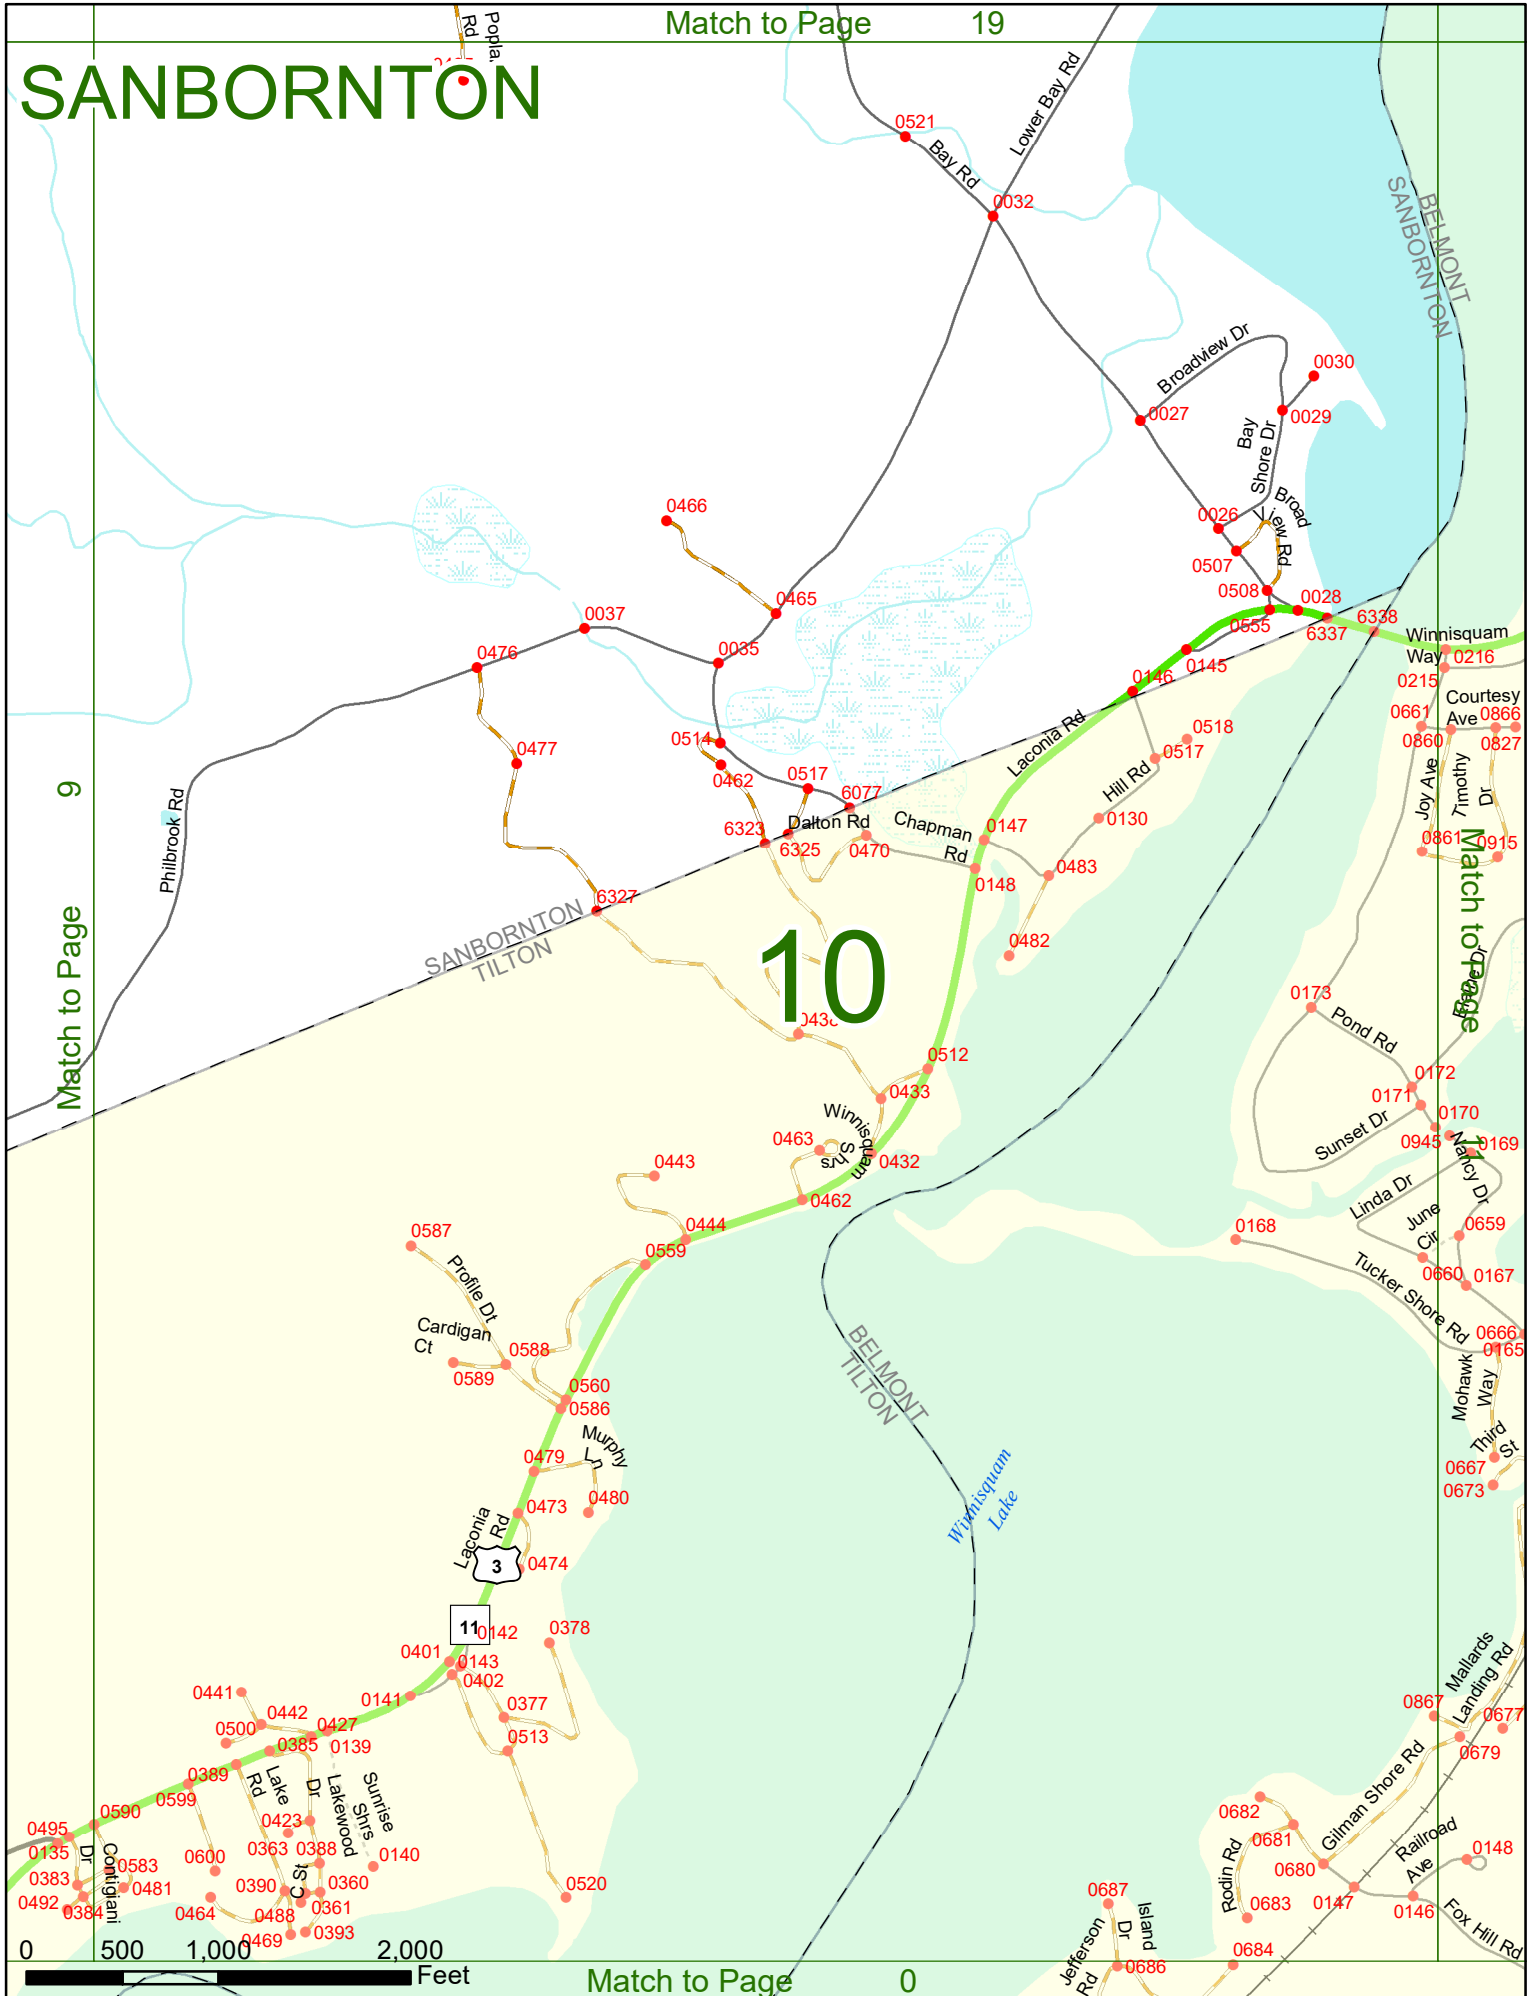 Match to Page 19
SANBORNTON
Rd
Lower Bay Rd
0521
Bay Rd
0032
BELMONT
SANBORNTON
Broadview Dr
0030
0027
0029
Bay
Shore Dr
0466
0026
Broad
View Rd
0507
0508
0028
0465
0037
0555
6337
6338
Winnisquam
Way
0216
0035
0476
0145
0215
0146
Courtesy
Ave
0661
0866
0860
0827
0514
0518
0477
0462
Laconia Rd
0517
9
Match to Page
Philbrook Rd
0517
Hill Rd
Joy Ave
Timothy
Dr
6077
6323
Dalton Rd
6325
0470
Chapman
Rd
0147
0130
0861
0915
Match to Page
11
0148
0483
6327
SANBORNTON
TILTON
10
0482
0173
Pond Rd
0512
0172
0433
0171
0170
Winnisquam
Shrs
0463
Sunset Dr
0945
0169
Nancy Dr
0443
0432
0462
Linda Dr
June
Cir
0587
0444
0168
0659
0559
Profile Dt
Tucker Shore Rd
0660
0167
Cardigan
Ct
0588
0589
BELMONT
TILTON
0666
0165
0560
0586
Mohawk
Way
Murphy
Ln
Third
St
0479
0667
0673
0473
0480
Winnisquam
Lake
Laconia
Rd
3
0474
11
0142
0378
0401
0143
0402
Mallards
Landing Rd
0441
0141
0867
0677
0442
0377
0500
0427
0385
0139
0513
0679
0389
Gilman Shore Rd
0599
Lake
Rd
Dr
Lakewood
Sunrise
Shrs
0682
0590
0495
0135
0423
0681
Railroad
Ave
Dr
Contigiani
0363
0388
0140
0680
0148
0583
0600
Rodin Rd
0383
0481
0390
C St
0360
0683
0147
0146
0492
0384
0464
0488
0361
0520
0687
Island
Dr
Fox Hill Rd
0469
0393
Jefferson
Rd
0684
0686
0 500 1,000 2,000
Feet
Match to Page 0